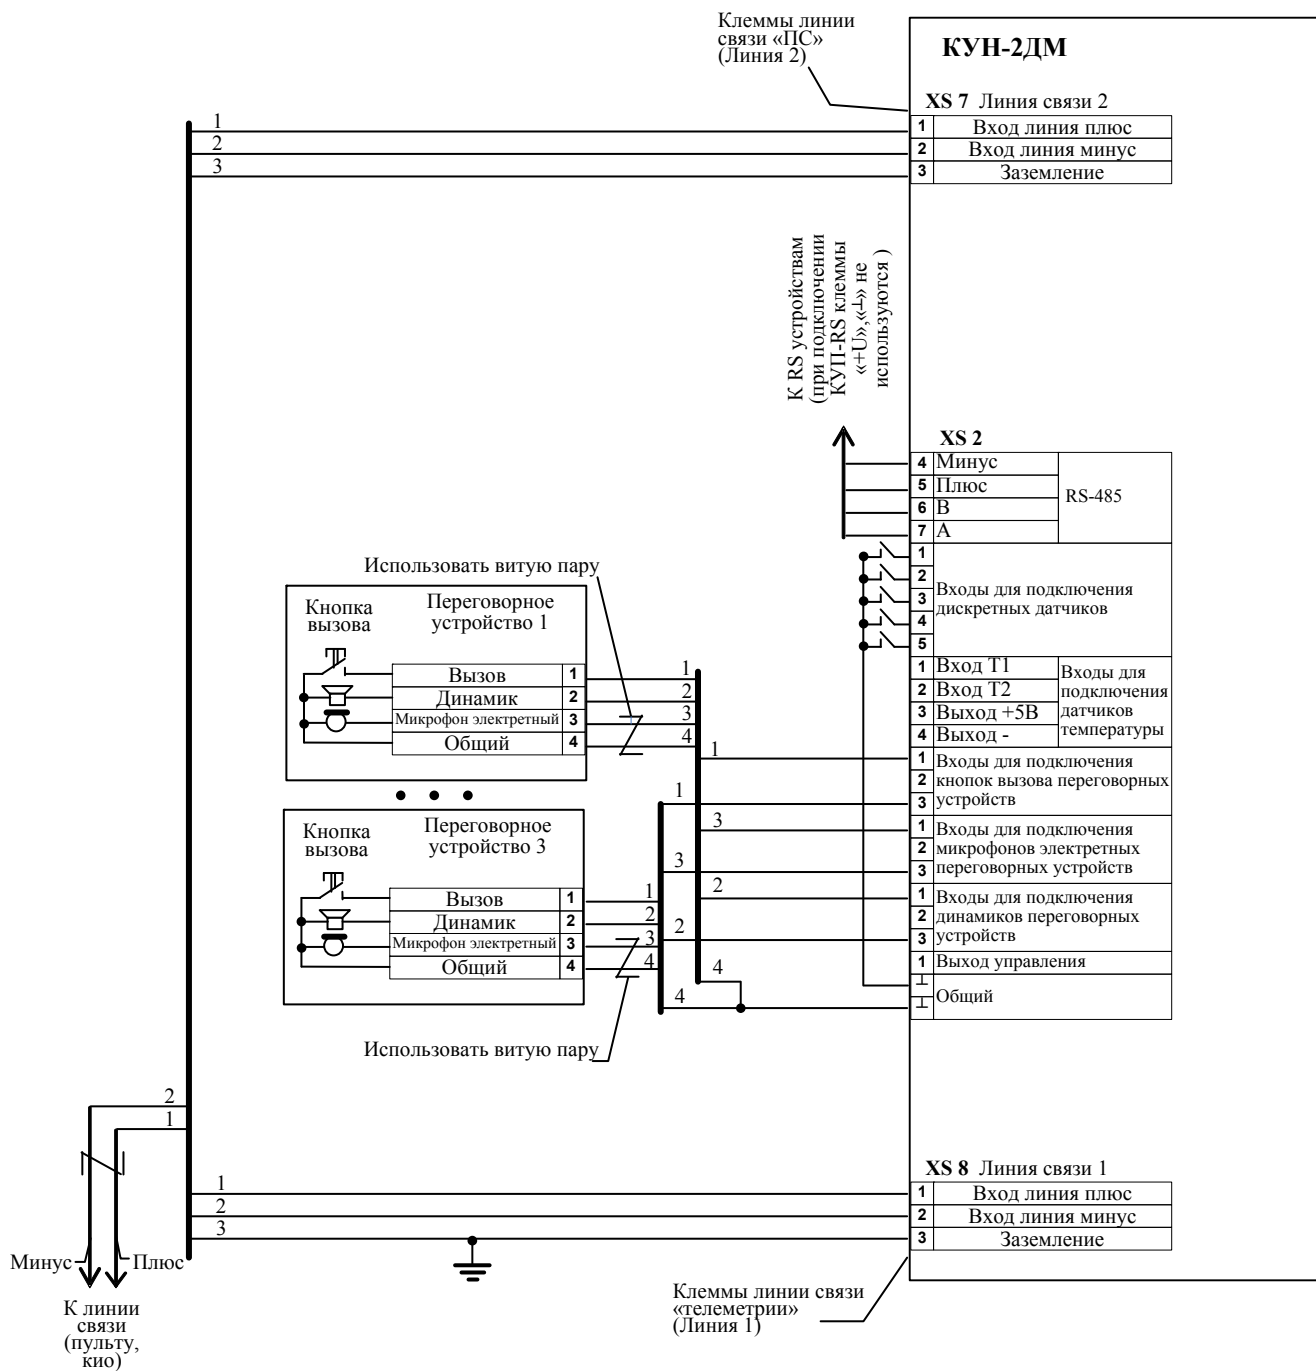 Клеммы линии
связи «ПС»
(Линия 2)
КУН-2ДМ
XS 7 Линия связи 2
1 Вход линия плюс
2 Вход линия минус
3 Заземление
1
2
3
К RS устройствам
(при подключении
КУП-RS клеммы
«+U»,«⊥» не
используются )
XS 2
4 Минус
5 Плюс
6 В
7 А
RS-485
1
2
3
4
5
Входы для подключения
дискретных датчиков
1 Вход Т1
2 Вход Т2
3 Выход +5В
4 Выход -
Входы для
подключения
датчиков
температуры
1
2
3
Входы для подключения
кнопок вызова переговорных
устройств
1
2
3
Входы для подключения
микрофонов электретных
переговорных устройств
1
2
3
Входы для подключения
динамиков переговорных
устройств
1 Выход управления
⊥
⊥
Общий
Использовать витую пару
Кнопка
вызова
Переговорное
устройство 1
Вызов 1
Динамик 2
Микрофон электретный 3
Общий 4
1
2
3
4
1
1
3
3
2
2
4
4
Кнопка
вызова
Переговорное
устройство 3
Вызов 1
Динамик 2
Микрофон электретный 3
Общий 4
1
2
3
4
Использовать витую пару
2
1
Минус
Плюс
К линии
связи
(пульту,
кио)
1
2
3
XS 8 Линия связи 1
1 Вход линия плюс
2 Вход линия минус
3 Заземление
Клеммы линии связи
«телеметрии»
(Линия 1)